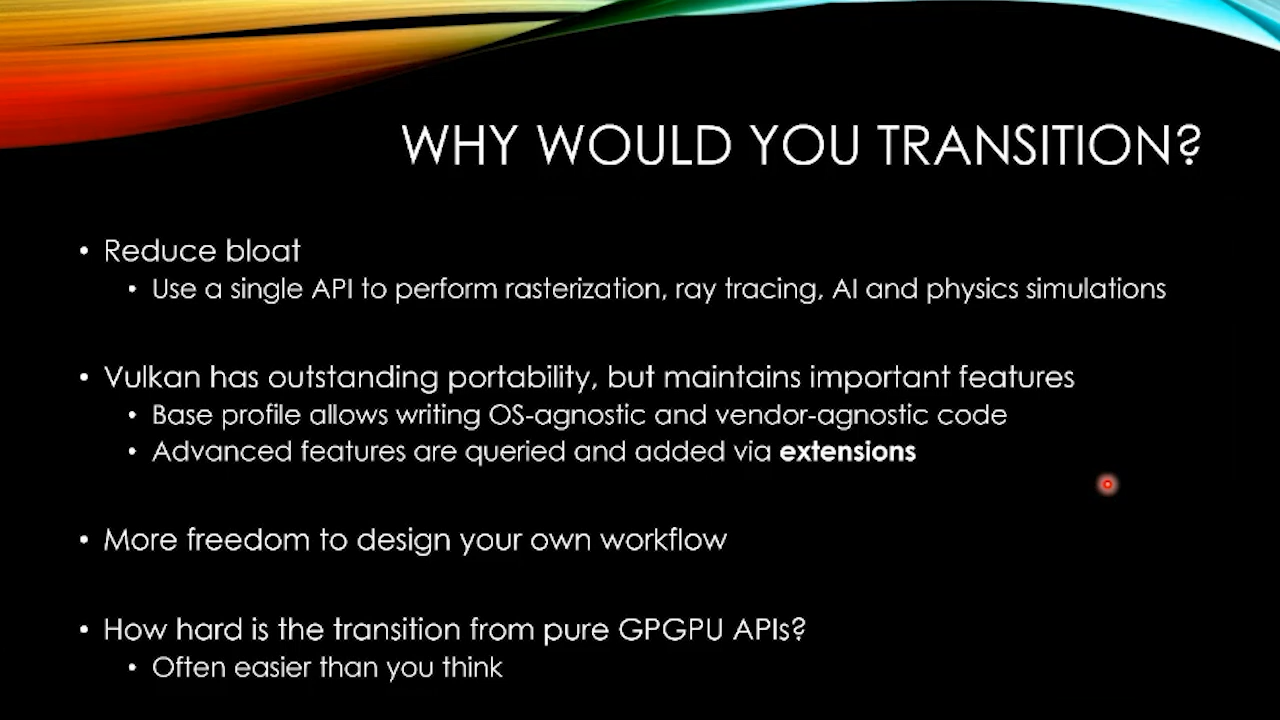 WHY WOULD YOU TRANSITION?
• Reduce bloat
• Use a single API to perform rasterization, ray tracing, AI and physics simulations
• Vulkan has outstanding portability, but maintains important features
• Base profile allows writing OS-agnostic and vendor-agnostic code
• Advanced features are queried and added via extensions
• More freedom to design your own workflow
• How hard is the transition from pure GPGPU APIs?
• Often easier than you think